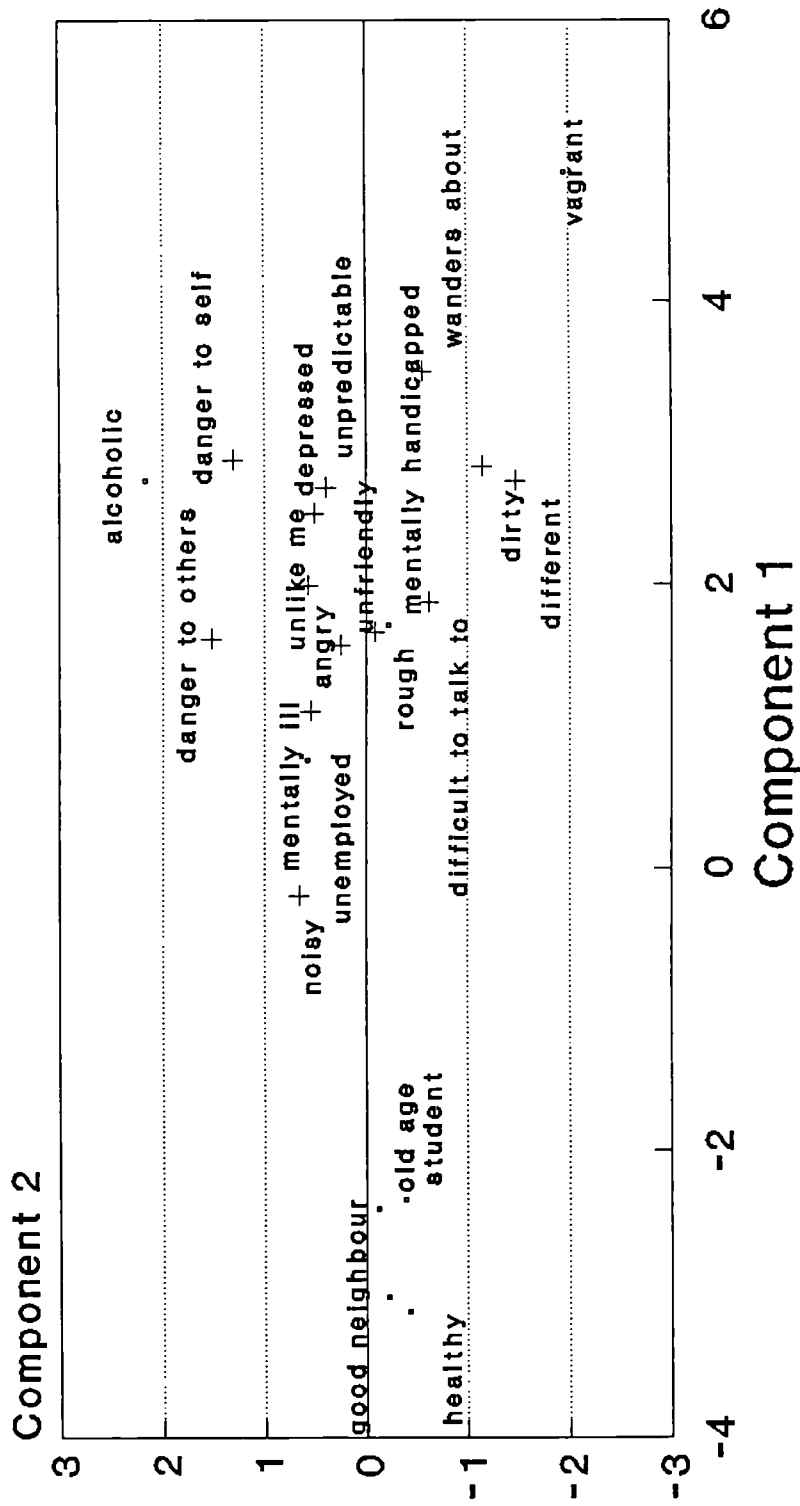 Component 2
3
2
1
0
-1
-2
-3
alcoholic
danger to others
danger to self
mentally ill
unlike me
depressed
noisy
angry
unemployed
unpredictable
good neighbour
unfriendly
old age
rough
mentally handicapped
student
healthy
difficult to talk to
wanders about
dirty
different
vagrant
-4
-2
0
2
4
6
Component 1